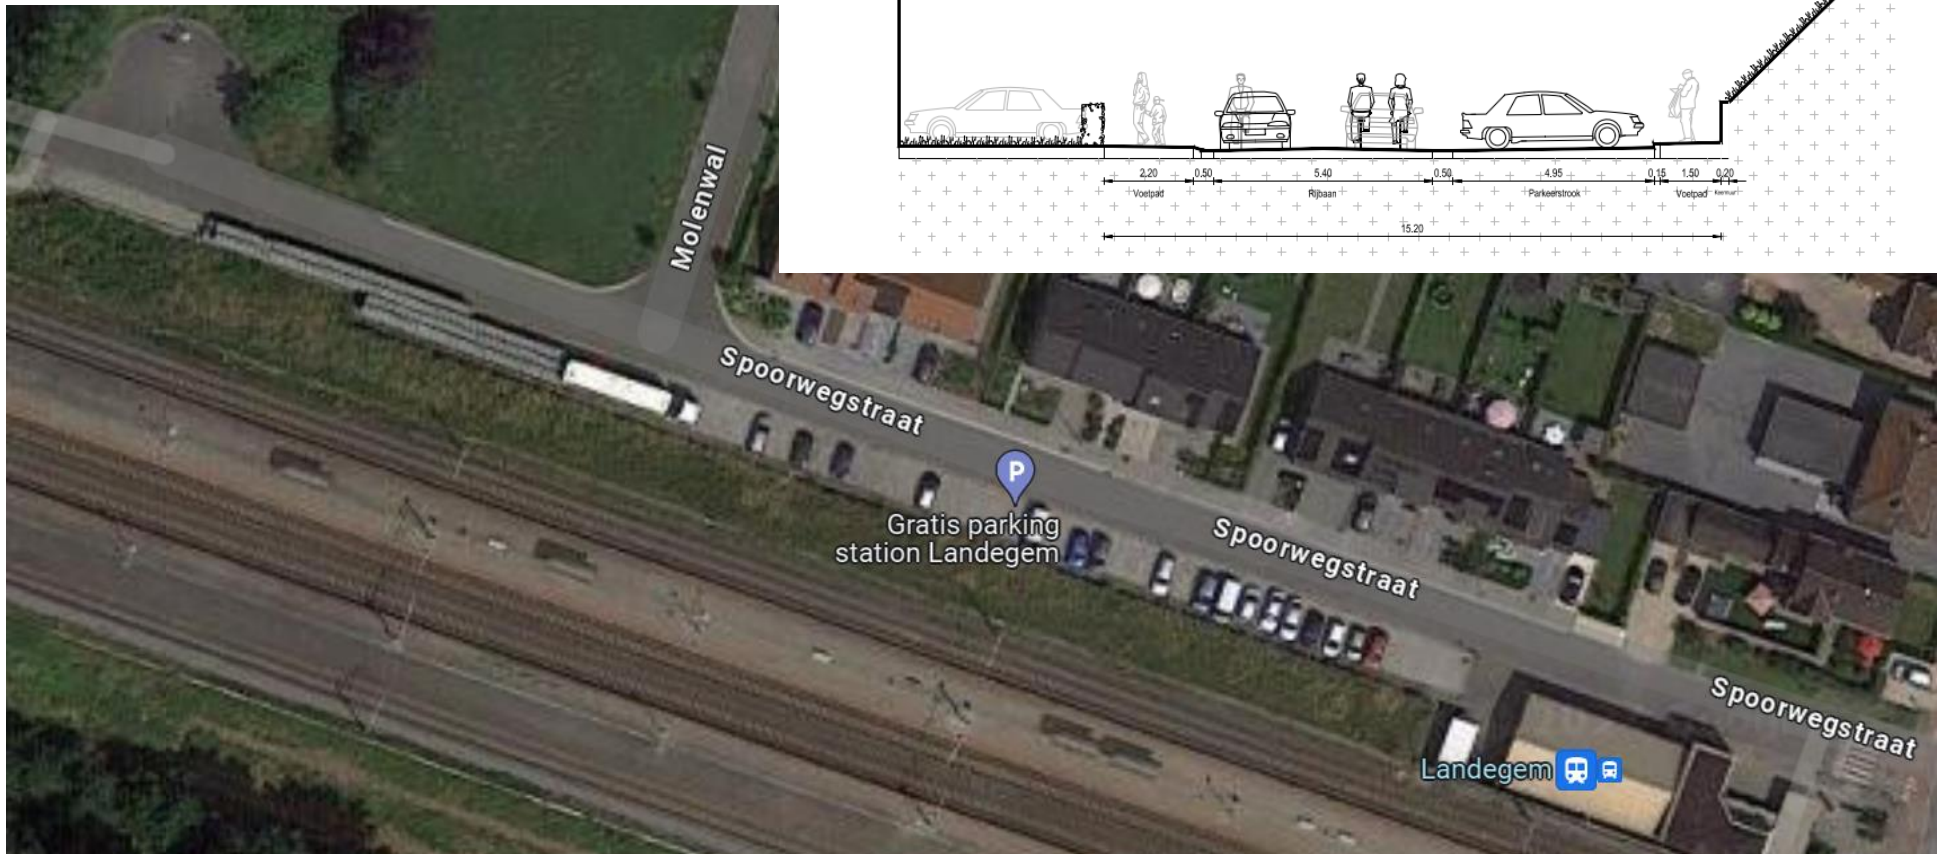 2,20
0,50
5.40
0,50
4.95
0,15
1,50
0,20
Voetpad
Rijbaan
Parkeerstrook
Voetpad
15.20
Molenwal
Spoorwegstraat
P
Gratis parking
station Landegem
Spoorwegstraat
Spoorwegstraat
Landegem